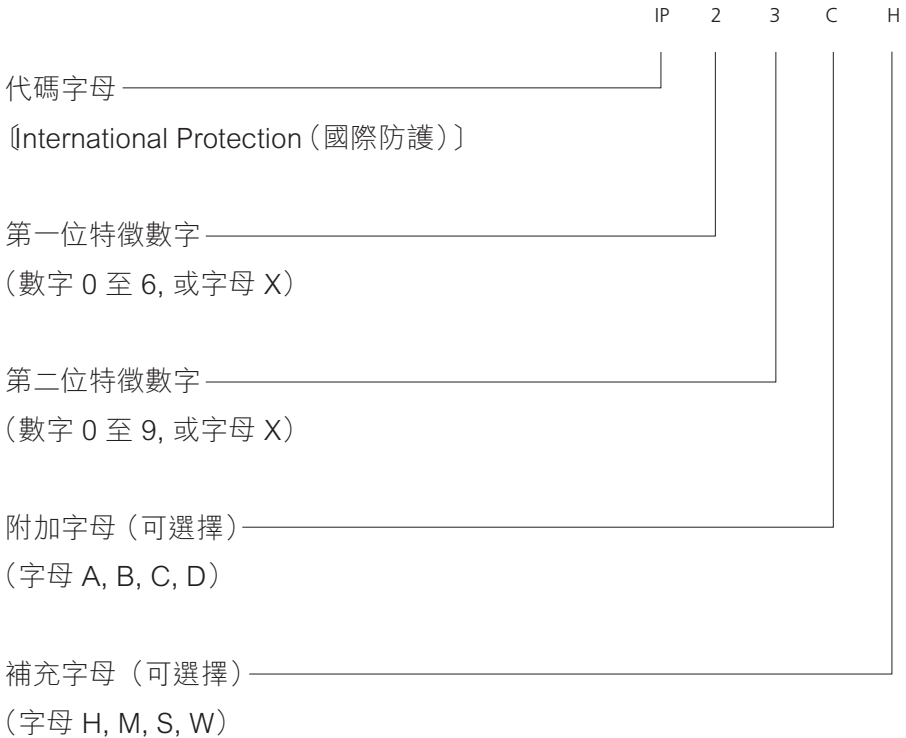 IP 2 3 C H
代碼字母
〔International Protection（國際防護）〕
第一位特徵數字
（數字 0 至 6, 或字母 X）
第二位特徵數字
（數字 0 至 9, 或字母 X）
附加字母（可選擇）
（字母 A, B, C, D）
補充字母（可選擇）
（字母 H, M, S, W）